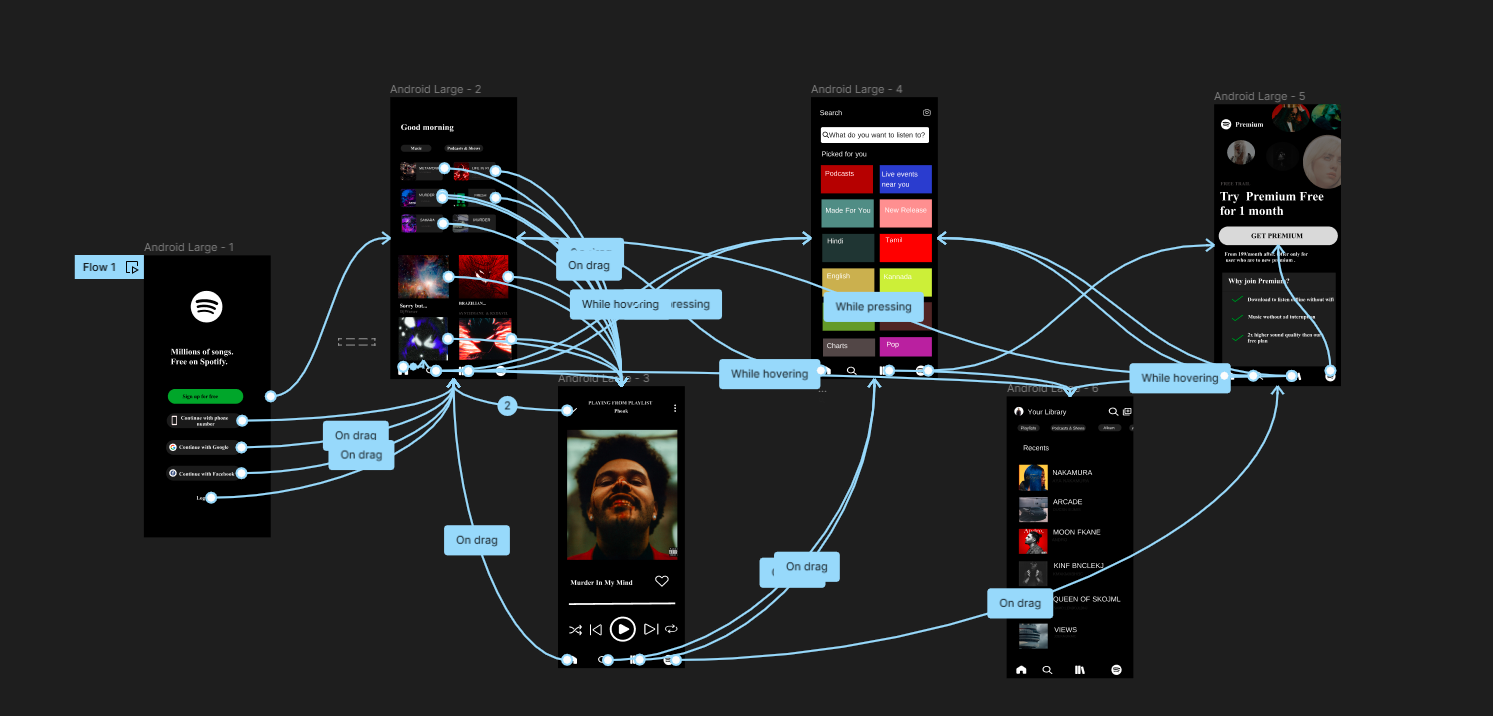 Android Large - 1
Flow 1
Millions of songs.
Free on Spotify.
Sign up for free
Continue with phone
number
Continue with Google
Continue with Facebook
On drag
On drag
Android Large - 2
Good morning
Music
Podcasts & Shows
MURDER
SAHARA
MURDER
Sorry but...
BRAZILIAN...
On drag
While hovering
ressing
2
On drag
Android Large - 3
PLAYING FROM PLAYLIST
Phonk
Murder In My Mind
Android Large - 4
Search
What do you want to listen to?
Picked for you
Podcasts
Live events
near you
Made For You
New Release
Hindi
Tamil
English
Kannada
While pressing
Charts
Pop
While hovering
...
On drag
Android Large - 5
Premium
FREE TRAIL
Try Premium Free
for 1 month
GET PREMIUM
Why join Premium?
Download to listen offline without wifi
Music without ad
2x higher sound quality then
free plan
While hovering
Android Large - 6
Your Library
Playlists
Podcasts & Shows
Album
Recents
NAKAMURA
ARCADE
MOON FKANE
KINF BNCLEKJ
QUEEN OF SKOJML
VIEWS
On drag